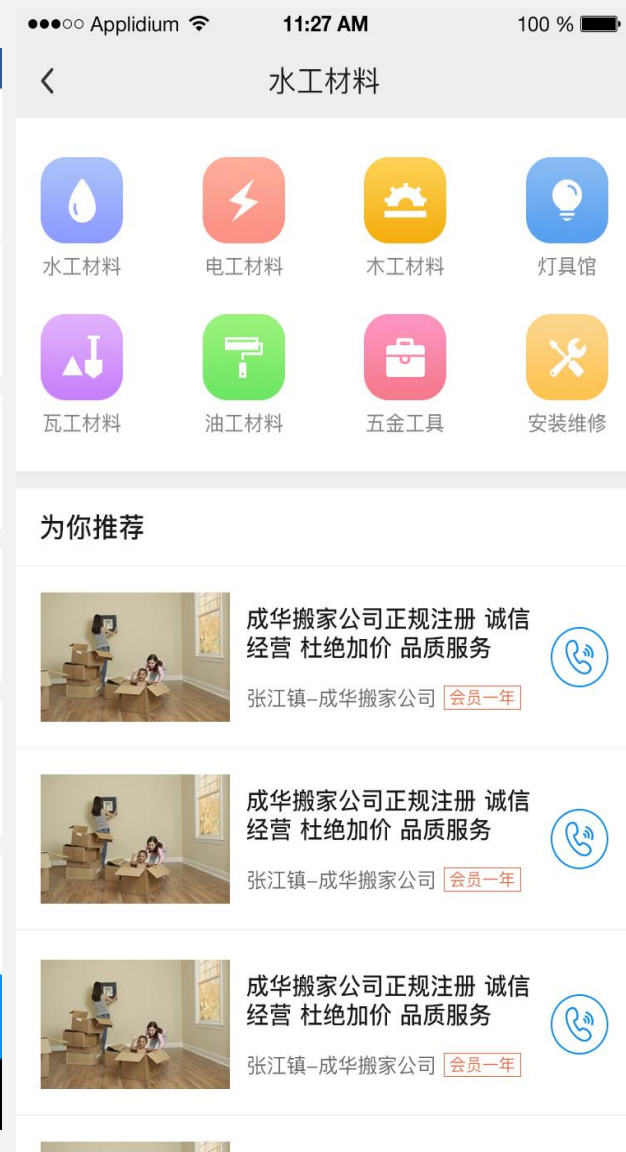 Applidium 11:27 AM 100 %
水工材料
水工材料 电工材料 木工材料 灯具馆
瓦工材料 油工材料 五金工具 安装维修
为你推荐
成华搬家公司正规注册 诚信
经营 杜绝加价 品质服务
张江镇–成华搬家公司 会员一年
成华搬家公司正规注册 诚信
经营 杜绝加价 品质服务
张江镇–成华搬家公司 会员一年
成华搬家公司正规注册 诚信
经营 杜绝加价 品质服务
张江镇–成华搬家公司 会员一年